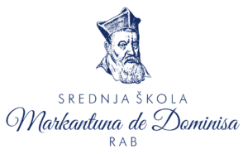 SREDNJA ŠKOLA
Markantuna de Dominisa
RAB